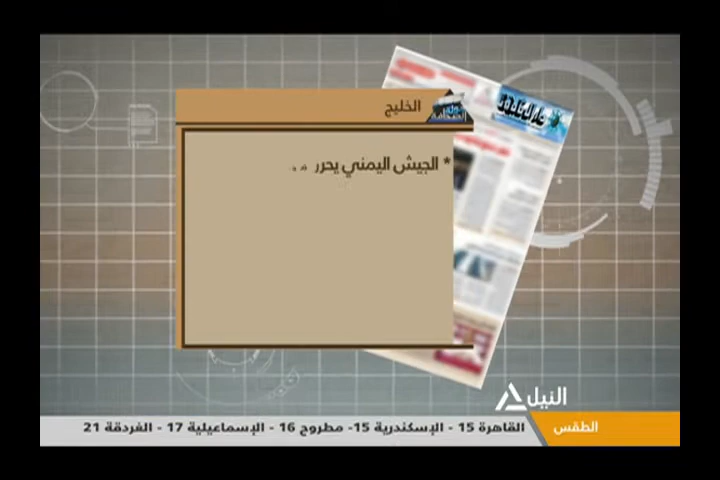 الخليج
* الجيش اليمني يحرر
النيل
الطقس
القاهرة 15 - الإسكندرية 15- مطروح 16 - الإسماعيلية 17 - الغردقة 21